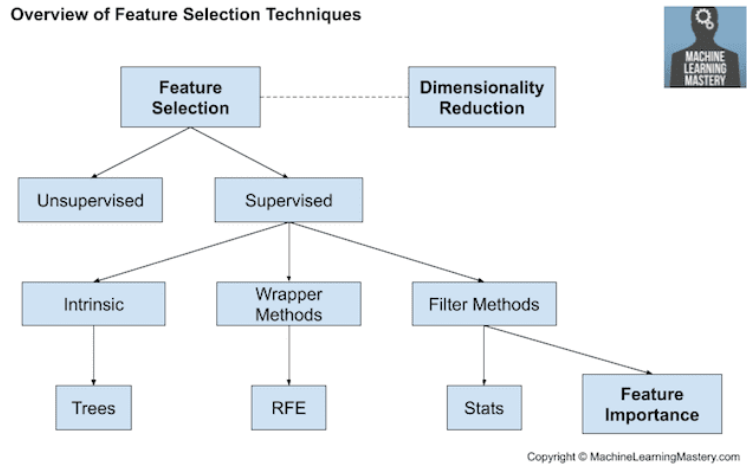 Overview of Feature Selection Techniques
MACHINE
LEARNING
MASTERY
Feature
Selection
Dimensionality
Reduction
Unsupervised
Supervised
Intrinsic
Wrapper
Methods
Filter Methods
Trees
RFE
Stats
Feature
Importance
Copyright © MachineLearningMastery.com